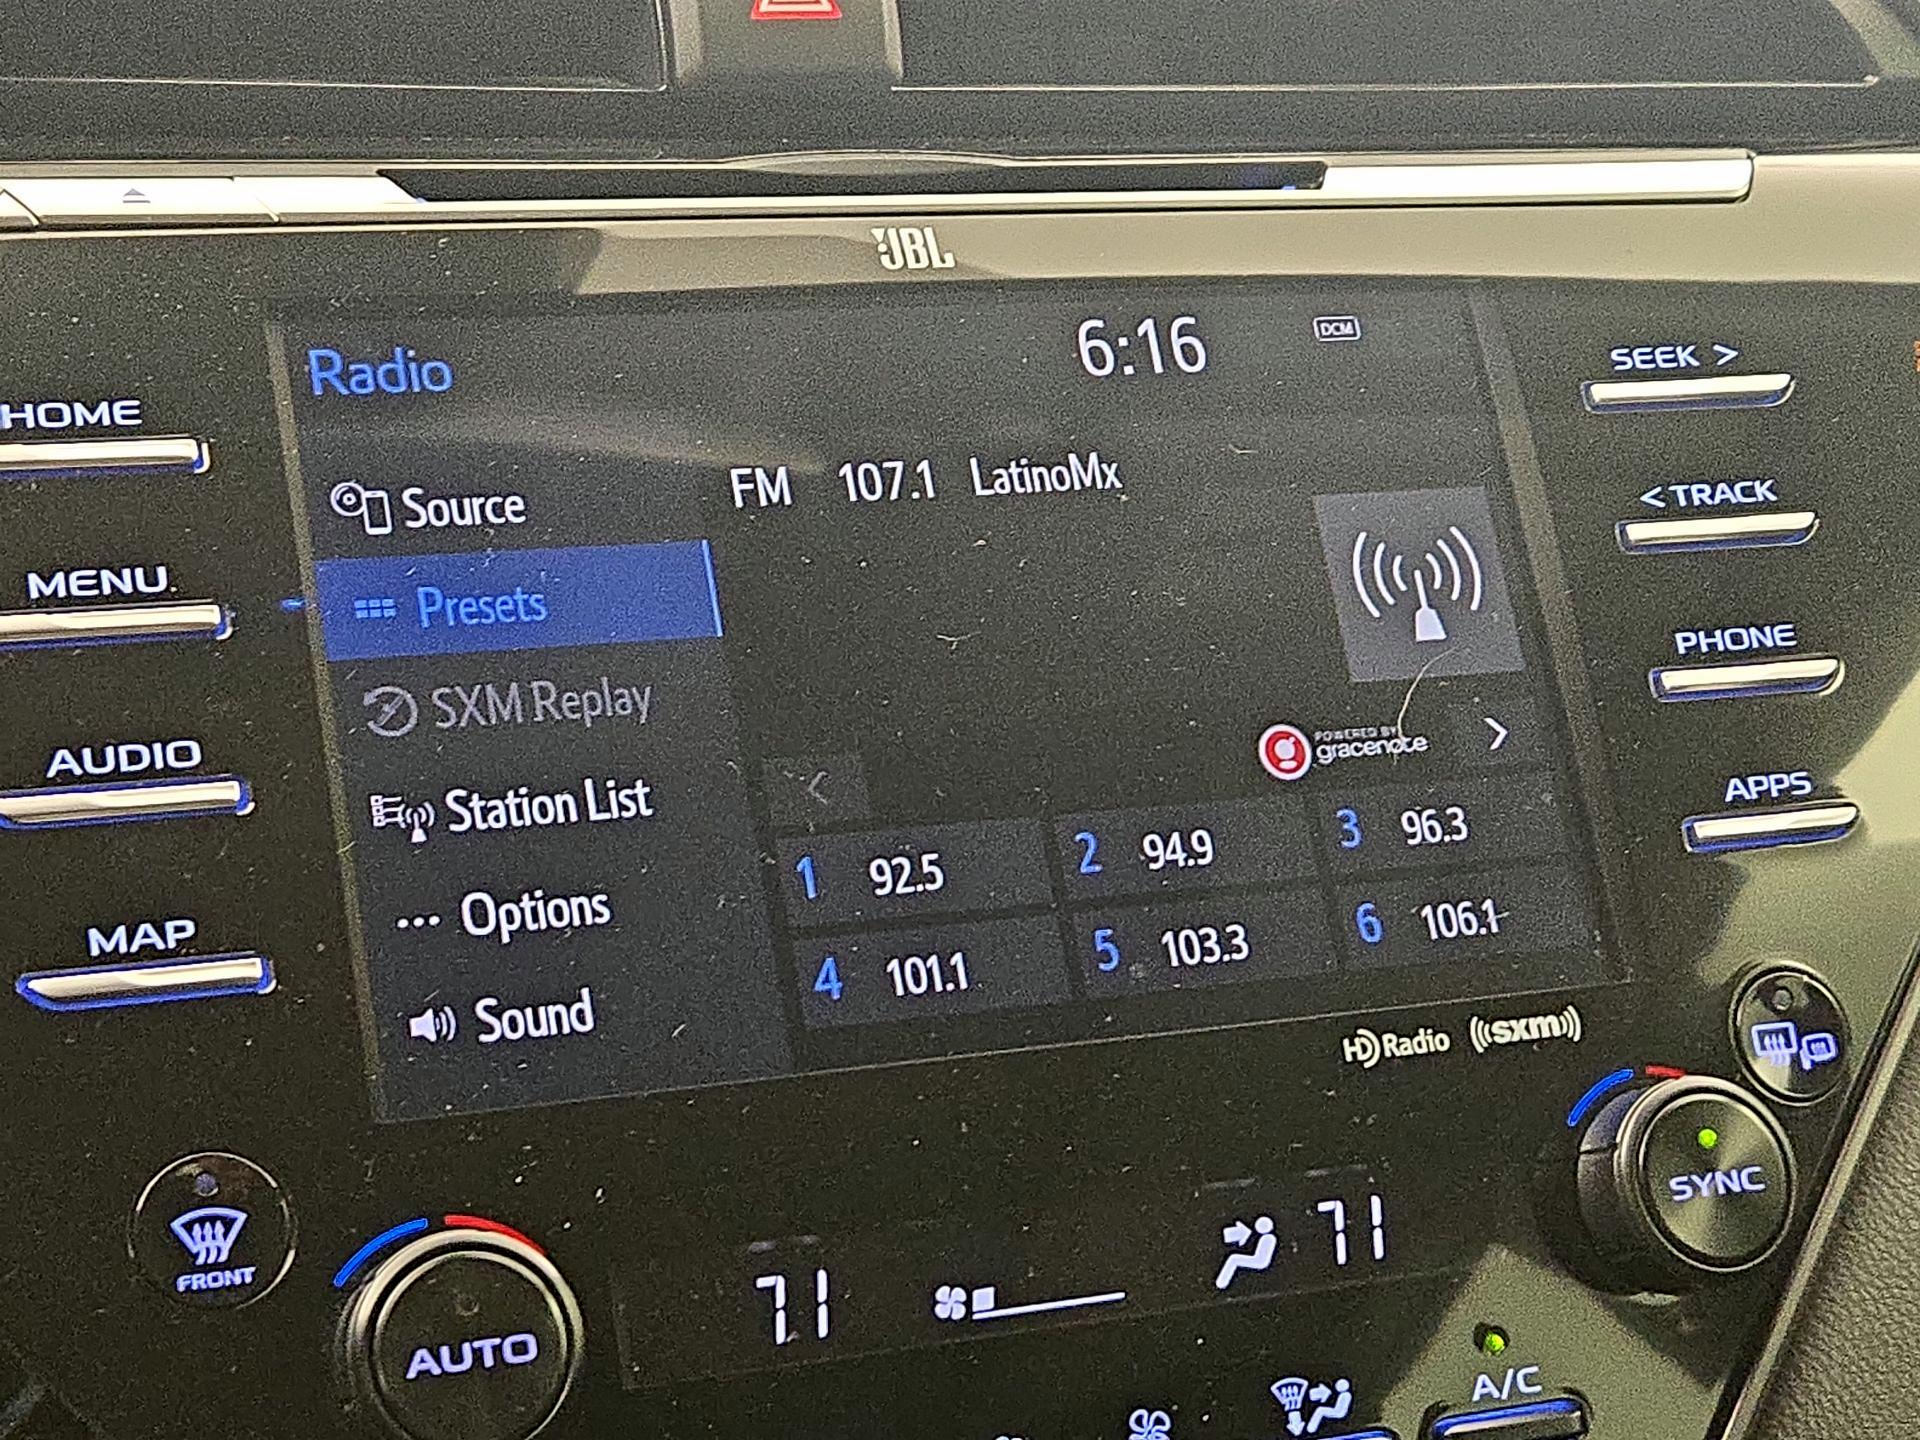 JBL
Radio
6:16
DCM
HOME
MENU
AUDIO
MAP
Source
Presets
SXM Replay
Station List
... Options
Sound
FM 107.1 LatinoMx
POWERED BY
gracenote
<
>
1 92.5
2 94.9
3 96.3
4 101.1
5 103.3
6 106.1
HD Radio
((sxm))
SEEK >
< TRACK
PHONE
APPS
FRONT
AUTO
71
71
SYNC
A/C